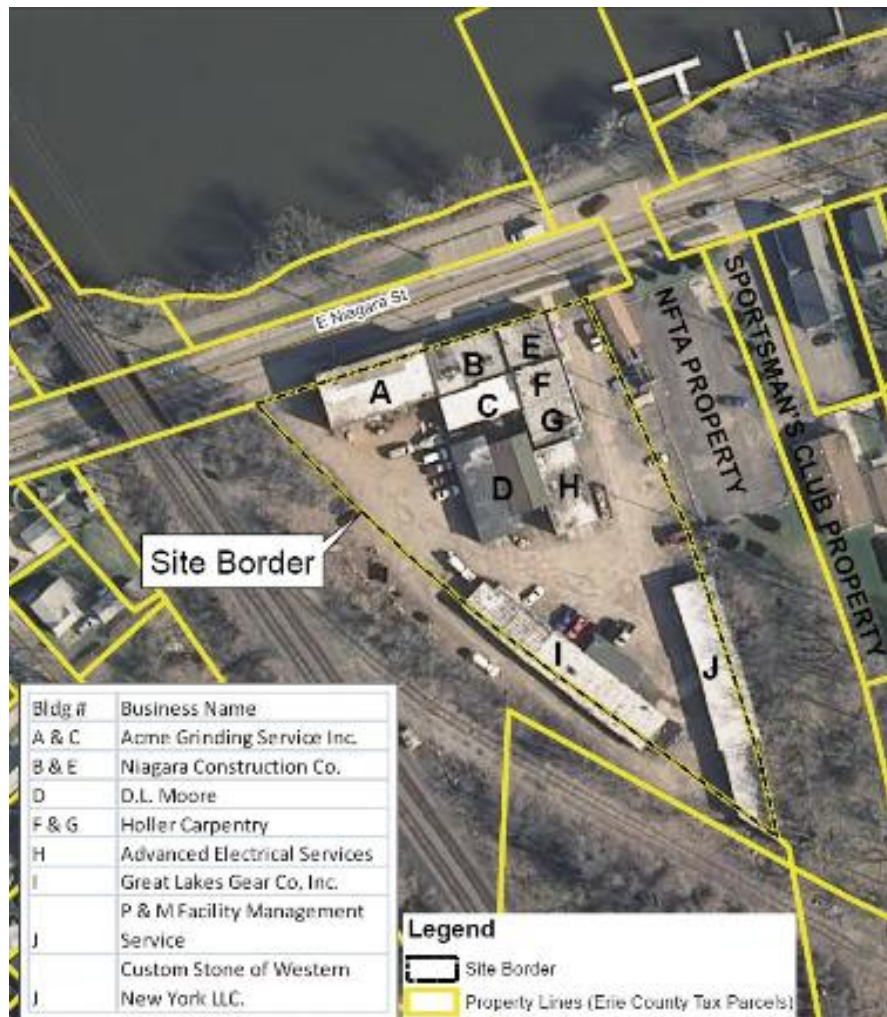 E Niagara St
A
B
E
F
C
G
D
H
I
J
NFTA PROPERTY
SPORTSMAN'S CLUB PROPERTY
Site Border
Bldg # Business Name
A & C Acme Grinding Service Inc.
B & E Niagara Construction Co.
D D.L. Moore
F & G Holler Carpentry
H Advanced Electrical Services
I Great Lakes Gear Co, Inc.
P & M Facility Management
J Service
Custom Stone of Western
J New York LLC.
Legend
Site Border
Property Lines (Erie County Tax Parcels)